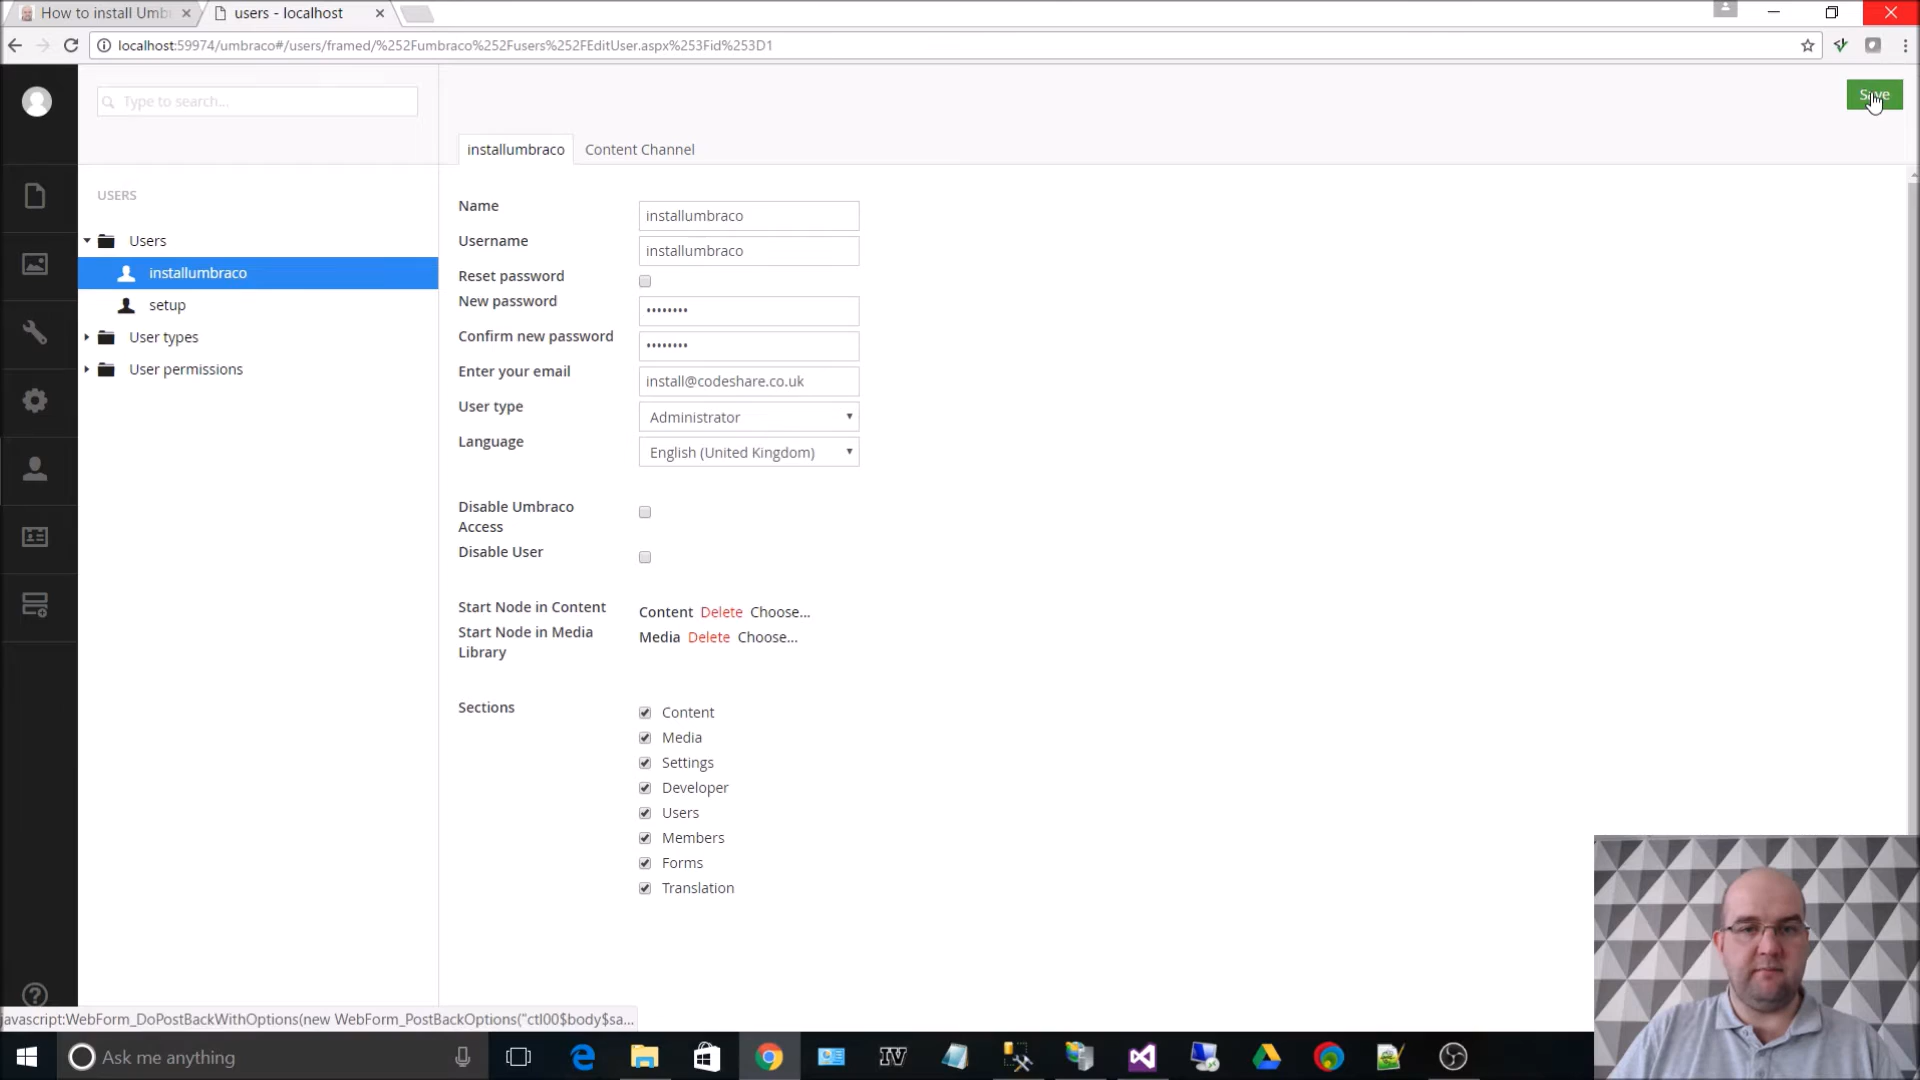 How to install Umb
users - localhost
localhost:59974/umbraco#/users/framed/%252Fumbraco%252Fusers%252FEditUser.aspx%253Fid%253D1
Type to search...
Save
installumbraco
Content Channel
USERS
Users
installumbraco
setup
User types
User permissions
Name
installumbraco
Username
installumbraco
Reset password
New password
••••••••
Confirm new password
••••••••
Enter your email
install@codeshare.co.uk
User type
Administrator
Language
English (United Kingdom)
Disable Umbraco
Access
Disable User
Start Node in Content
Content Delete Choose...
Start Node in Media
Library
Media Delete Choose...
Sections
Content
Media
Settings
Developer
Users
Members
Forms
Translation
javascript:WebForm_DoPostBackWithOptions(new WebForm_PostBackOptions("ctl00$body$sa...
Ask me anything